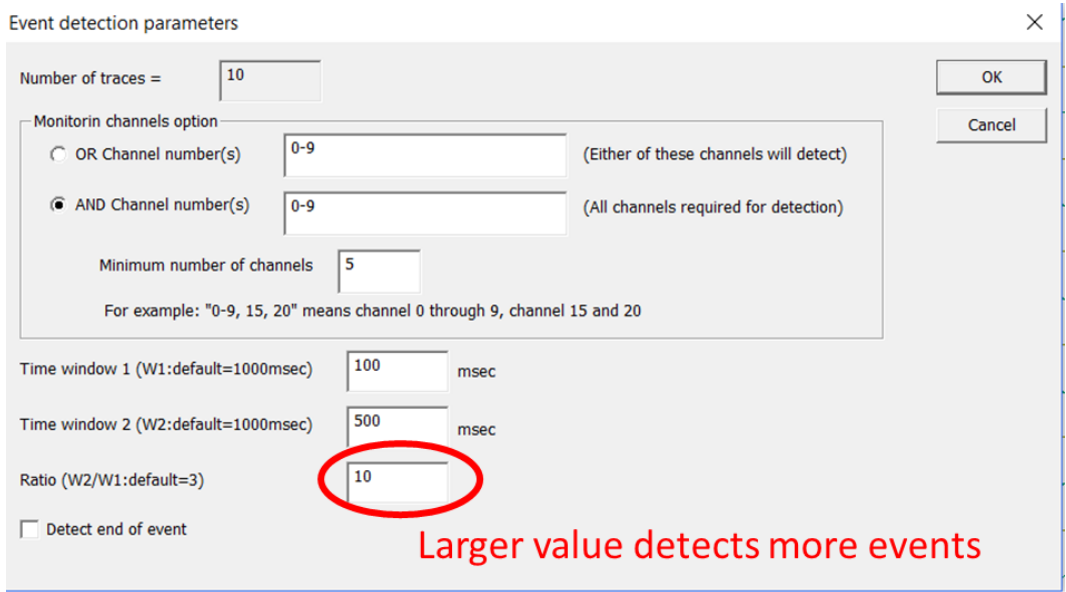 Event detection parameters
Number of traces = 10
OK
Monitorin channels option
Cancel
OR Channel number(s) 0-9 (Either of these channels will detect)
AND Channel number(s) 0-9 (All channels required for detection)
Minimum number of channels 5
For example: "0-9, 15, 20" means channel 0 through 9, channel 15 and 20
Time window 1 (W1:default=1000msec) 100 msec
Time window 2 (W2:default=1000msec) 500 msec
Ratio (W2/W1:default=3) 10
Detect end of event
Larger value detects more events